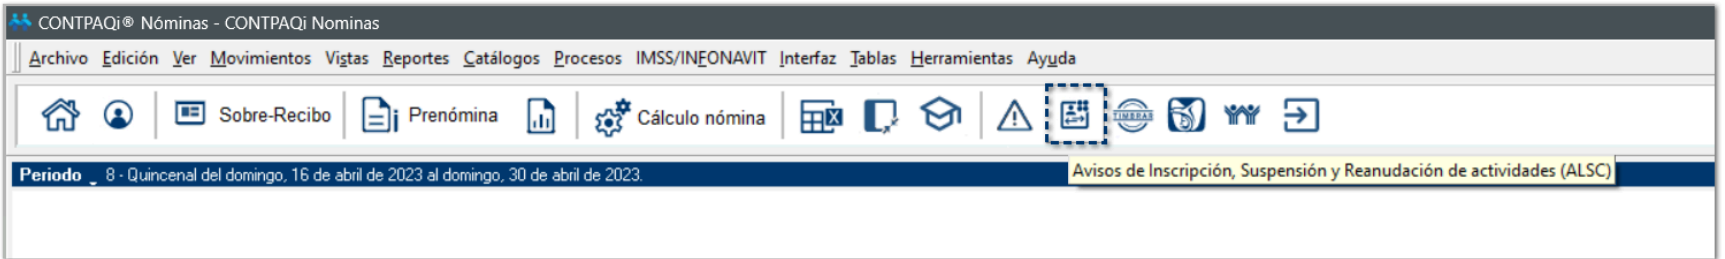 CONTPAQi® Nóminas - CONTPAQi Nominas
Archivo Edición Ver Movimientos Vistas Reportes Catálogos Procesos IMSS/INFONAVIT Interfaz Tablas Herramientas Ayuda
Sobre-Recibo Prenómina Cálculo nómina TIMBRAR
Avisos de Inscripción, Suspensión y Reanudación de actividades (ALSC)
Periodo 8 - Quincenal del domingo, 16 de abril de 2023 al domingo, 30 de abril de 2023.